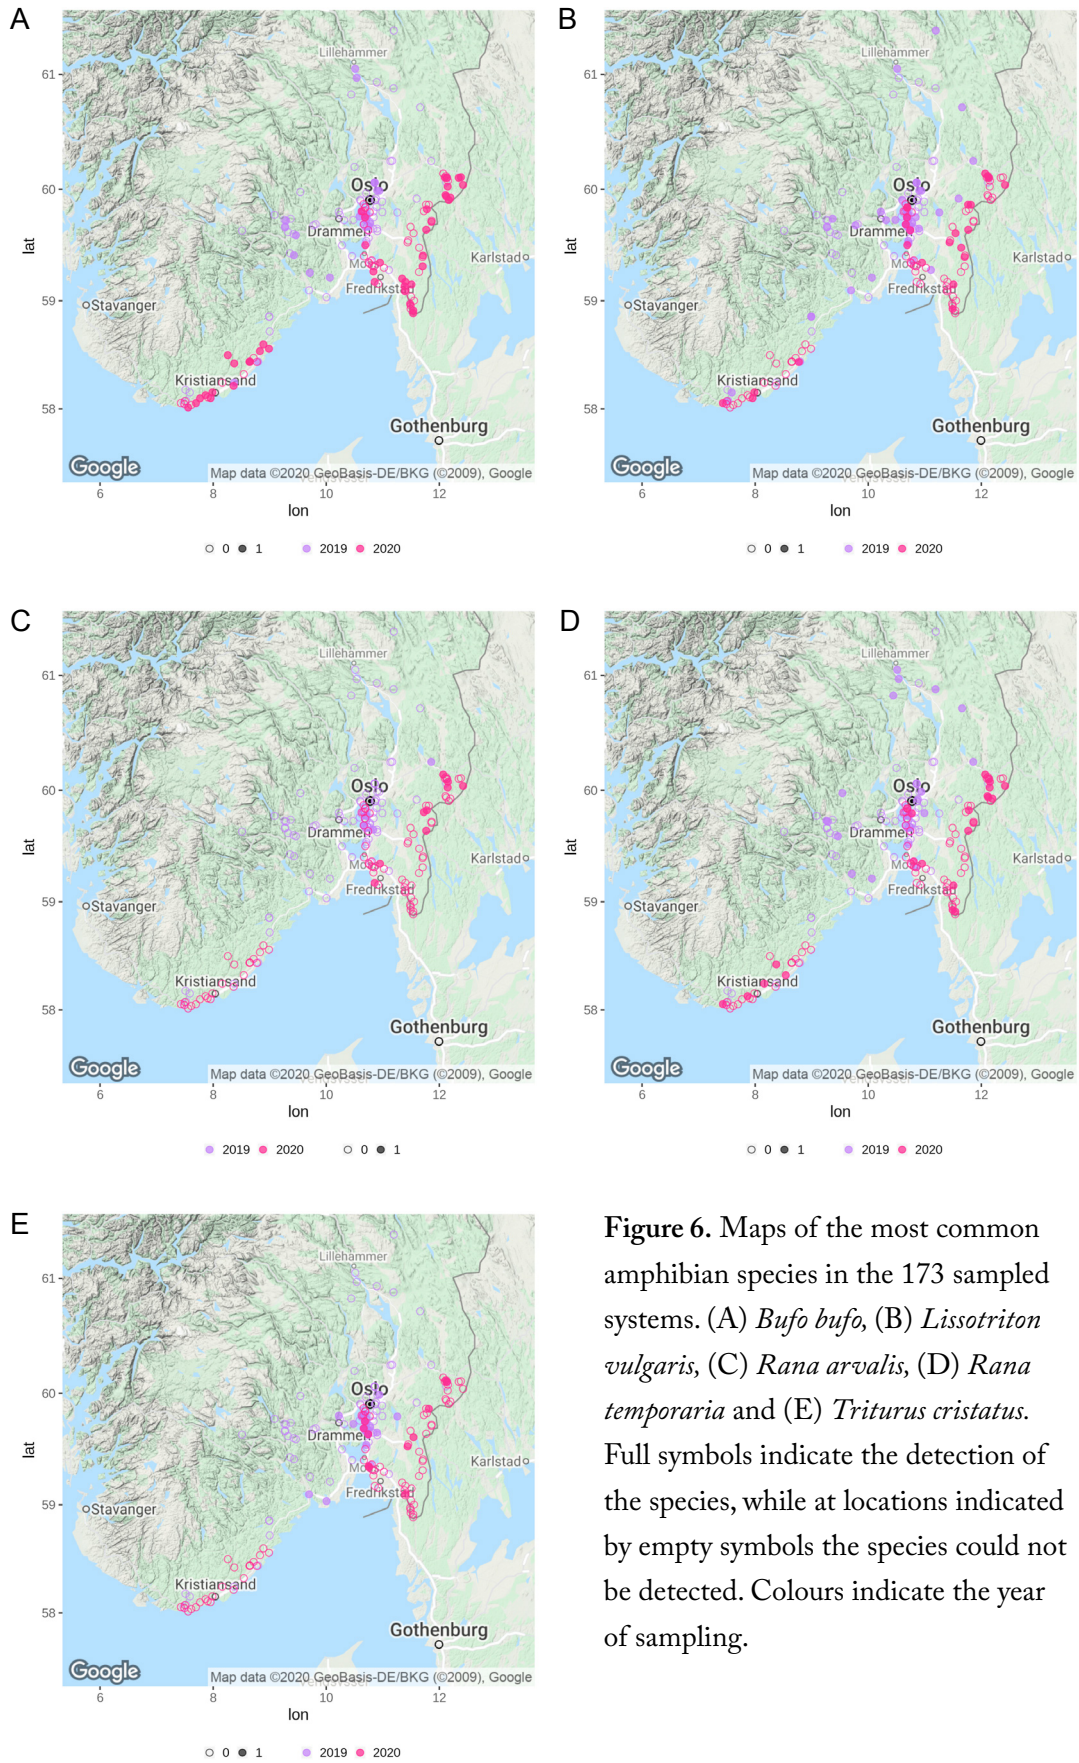 A
61
60
59
58
lat
Lillehammer
Oslo
Drammen
Mo
Fredrikstad
Karlstad
Stavanger
Kristiansand
Gothenburg
Google
Map data ©2020 GeoBasis-DE/BKG (©2009), Google
6 8 10 12
lon
0 1 2019 2020
B
61
60
59
58
lat
Lillehammer
Oslo
Drammen
Mo
Fredrikstad
Karlstad
Stavanger
Kristiansand
Gothenburg
Google
Map data ©2020 GeoBasis-DE/BKG (©2009), Google
6 8 10 12
lon
0 1 2019 2020
C
61
60
59
58
lat
Lillehammer
Oslo
Drammen
Mo
Fredrikstad
Karlstad
Stavanger
Kristiansand
Gothenburg
Google
Map data ©2020 GeoBasis-DE/BKG (©2009), Google
6 8 10 12
lon
2019 2020 0 1
D
61
60
59
58
lat
Lillehammer
Oslo
Drammen
Mo
Fredrikstad
Karlstad
Stavanger
Kristiansand
Gothenburg
Google
Map data ©2020 GeoBasis-DE/BKG (©2009), Google
6 8 10 12
lon
0 1 2019 2020
E
61
60
59
58
lat
Lillehammer
Oslo
Drammen
Mo
Fredrikstad
Karlstad
Stavanger
Kristiansand
Gothenburg
Google
Map data ©2020 GeoBasis-DE/BKG (©2009), Google
6 8 10 12
lon
0 1 2019 2020
Figure 6. Maps of the most common
amphibian species in the 173 sampled
systems. (A) Bufo bufo, (B) Lissotriton
vulgaris, (C) Rana arvalis, (D) Rana
temporaria and (E) Triturus cristatus.
Full symbols indicate the detection of
the species, while at locations indicated
by empty symbols the species could not
be detected. Colours indicate the year
of sampling.